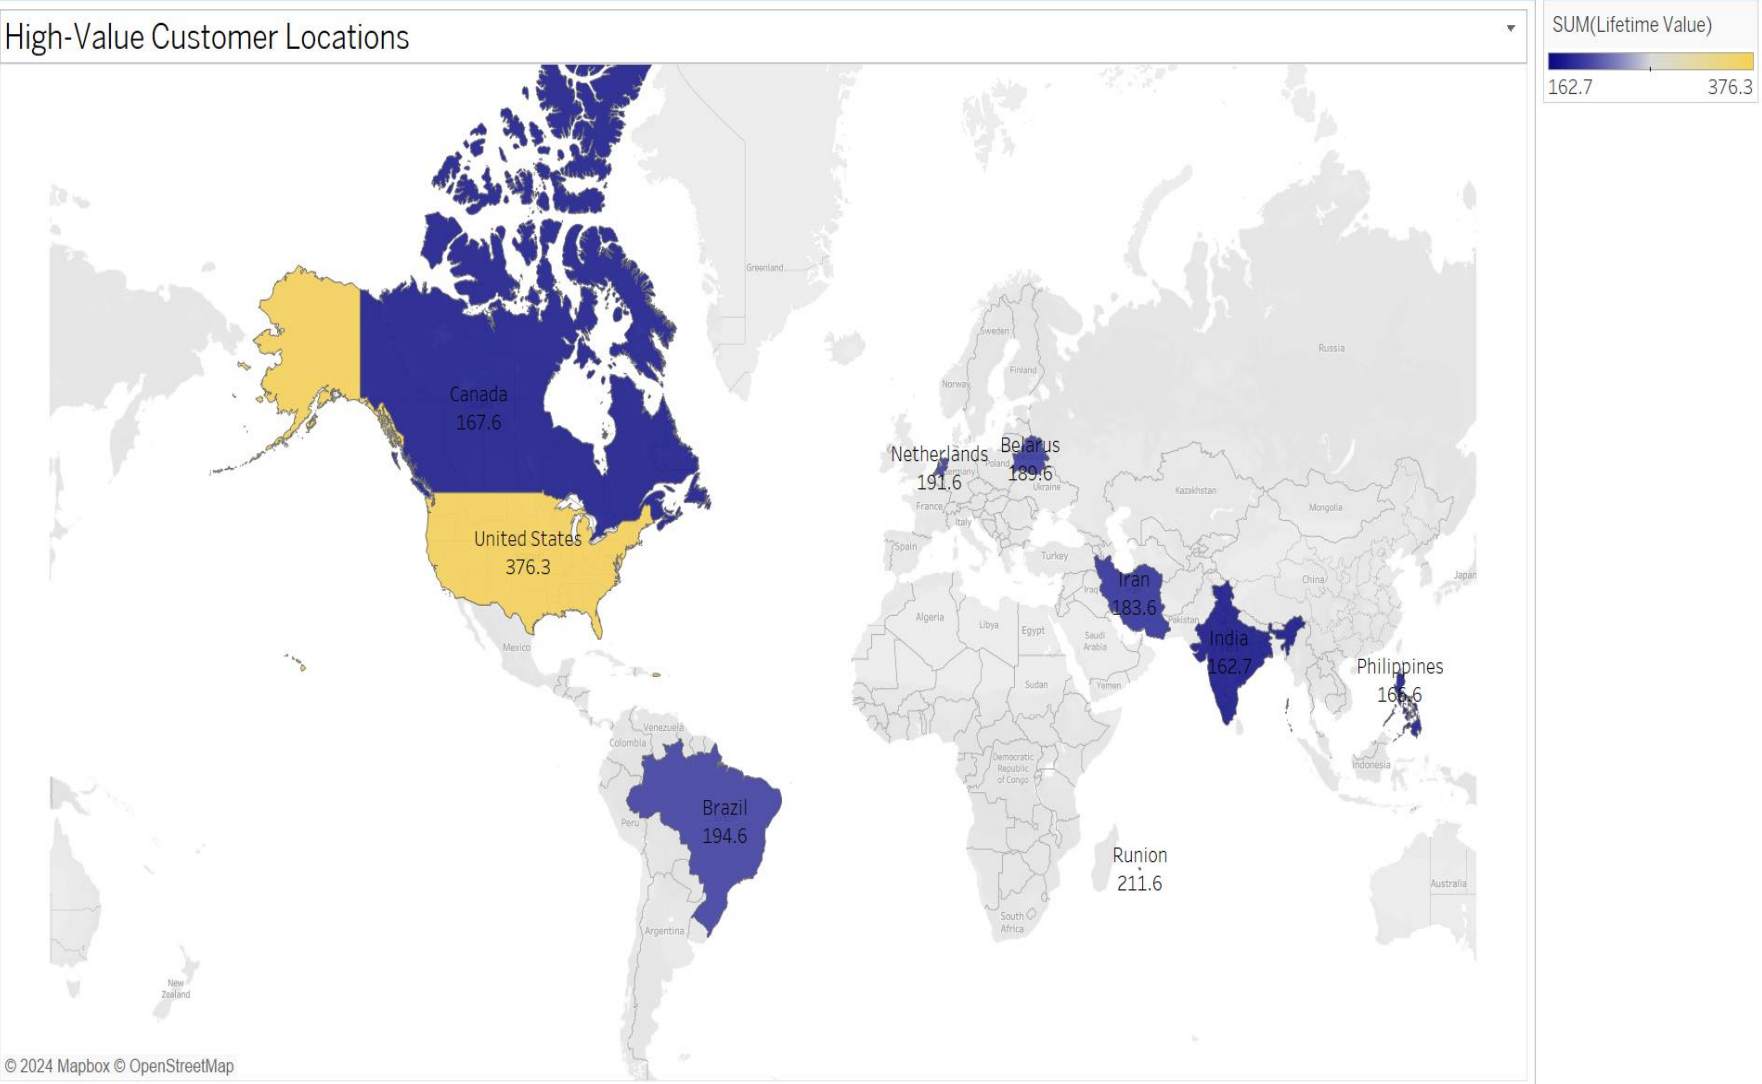 High-Value Customer Locations
SUM(Lifetime Value)
162.7
376.3
Greenland
Sweden
Russia
Finland
Norway
Canada
167.6
Netherlands
Belarus
Germany
Poland
191.6
189.6
Ukraine
Kazakhstan
France
Mongolia
Italy
United States
376.3
Spain
Turkey
Japan
Iran
China
Iraq
183.6
Algeria
Pakistan
Libya
Egypt
Saudi
Arabia
India
162.7
Mexico
Philippines
Sudan
Yemen
Venezuela
Colombia
Democratic
Republic
of Congo
Indonesia
Brazil
194.6
Peru
Runion
211.6
Australia
South
Africa
Argentina
New
Zealand
© 2024 Mapbox © OpenStreetMap